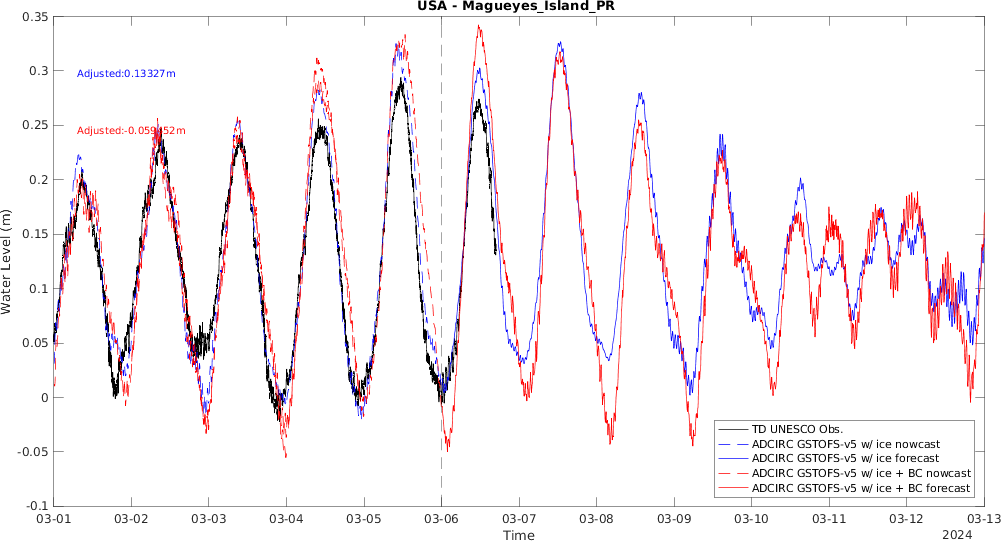 USA - Magueyes_Island_PR
0.35
0.3
0.25
0.2
0.15
0.1
0.05
0
-0.05
-0.1
Water Level (m)
Adjusted:0.13327m
TD UNESCO Obs.
ADCIRC GSTOFS-v5 w/ ice nowcast
ADCIRC GSTOFS-v5 w/ ice forecast
ADCIRC GSTOFS-v5 w/ ice + BC nowcast
ADCIRC GSTOFS-v5 w/ ice + BC forecast
03-01 03-02 03-03 03-04 03-05 03-06 03-07 03-08 03-09 03-10 03-11 03-12 03-13
Time
2024